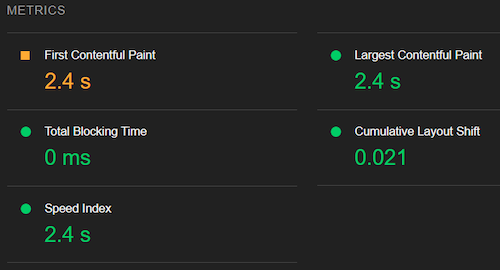 METRICS
First Contentful Paint
2.4 s
Largest Contentful Paint
2.4 s
Total Blocking Time
0 ms
Cumulative Layout Shift
0.021
Speed Index
2.4 s